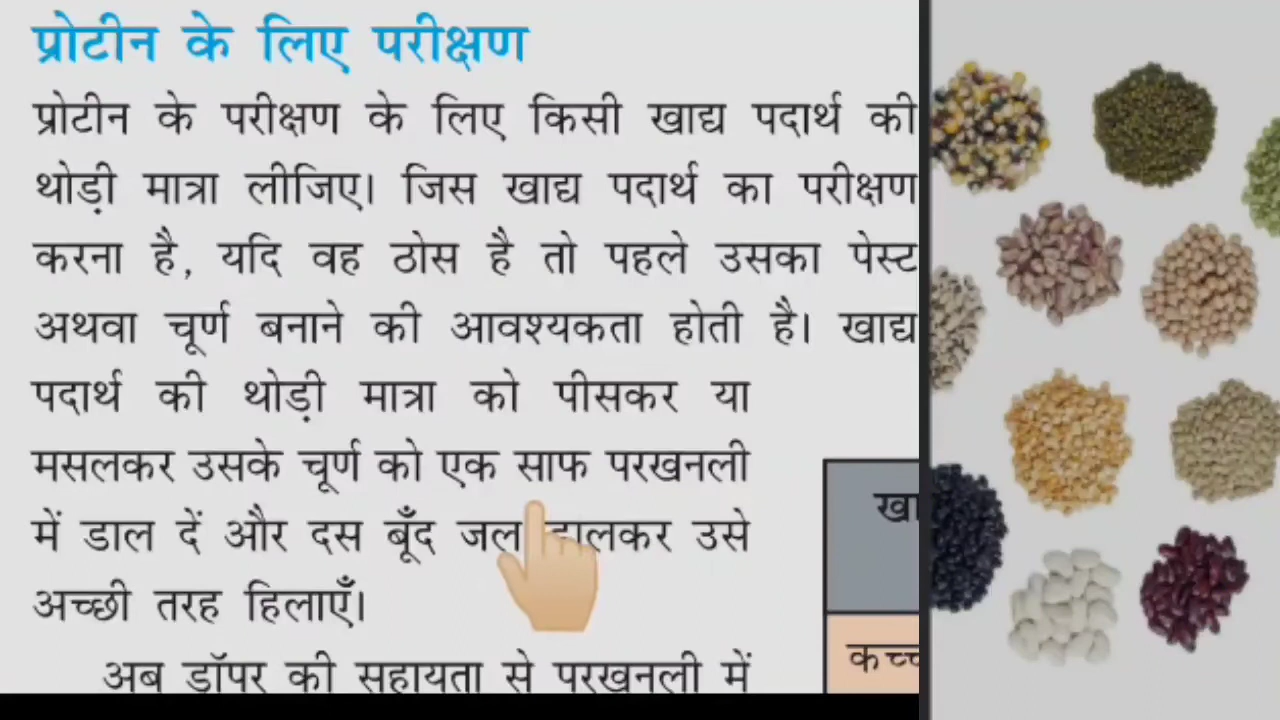 प्रोटीन के लिए परीक्षण
प्रोटीन के परीक्षण के लिए किसी खाद्य पदार्थ की
थोड़ी मात्रा लीजिए। जिस खाद्य पदार्थ का परीक्षण
करना है, यदि वह ठोस है तो पहले उसका पेस्ट
अथवा चूर्ण बनाने की आवश्यकता होती है। खाद्य
पदार्थ की थोड़ी मात्रा को पीसकर या
मसलकर उसके चूर्ण को एक साफ परखनली
में डाल दें और दस बूँद जल डालकर उसे
अच्छी तरह हिलाएँ।
अब डॉपर की सहायता से परखनली में